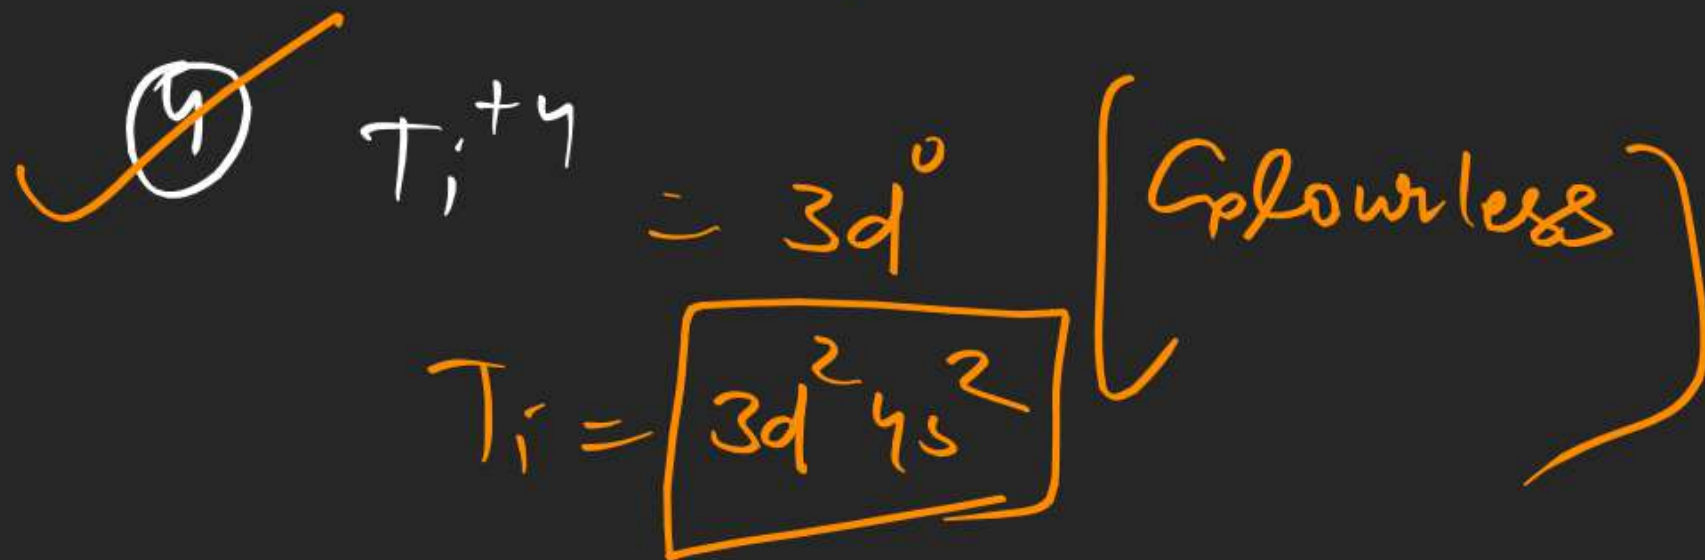 4 Ti⁺⁴ = 3d⁰ [Colourless]
Ti = 3d² 4s²